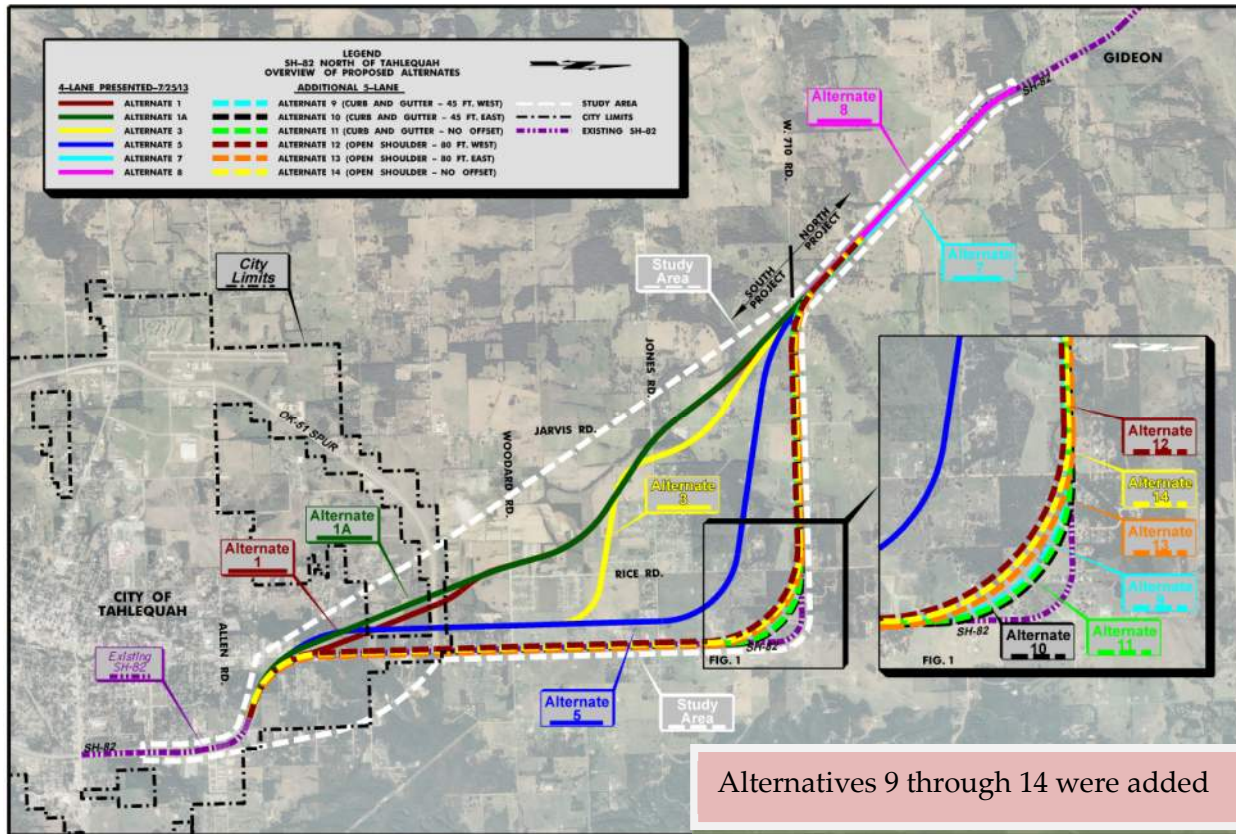 LEGEND
SH-82 NORTH OF TAHLEQUAH
OVERVIEW OF PROPOSED ALTERNATES
4-LANE PRESENTED-7/25/13
ALTERNATE 1
ALTERNATE 1A
ALTERNATE 3
ALTERNATE 5
ALTERNATE 7
ALTERNATE 8
ADDITIONAL 5-LANE
ALTERNATE 9 (CURB AND GUTTER - 45 FT. WEST)
ALTERNATE 10 (CURB AND GUTTER - 45 FT. EAST)
ALTERNATE 11 (CURB AND GUTTER - NO OFFSET)
ALTERNATE 12 (OPEN SHOULDER - 80 FT. WEST)
ALTERNATE 13 (OPEN SHOULDER - 80 FT. EAST)
ALTERNATE 14 (OPEN SHOULDER - NO OFFSET)
STUDY AREA
CITY LIMITS
EXISTING SH-82
GIDEON
SH-82
Alternate
8
W. 710 RD.
NORTH
PROJECT
SOUTH
PROJECT
Alternate
7
City
Limits
Study
Area
JONES RD.
JARVIS RD.
OK-51 SPUR
WOODARD RD.
Alternate
3
Alternate
1A
Alternate
1
RICE RD.
CITY OF
TAHLEQUAH
ALLEN RD.
Existing
SH-82
SH-82
Alternate
5
Study
Area
SH-82
FIG. 1
Alternate
12
Alternate
14
Alternate
13
Alternate
9
Alternate
11
Alternate
10
SH-82
FIG. 1
Alternatives 9 through 14 were added